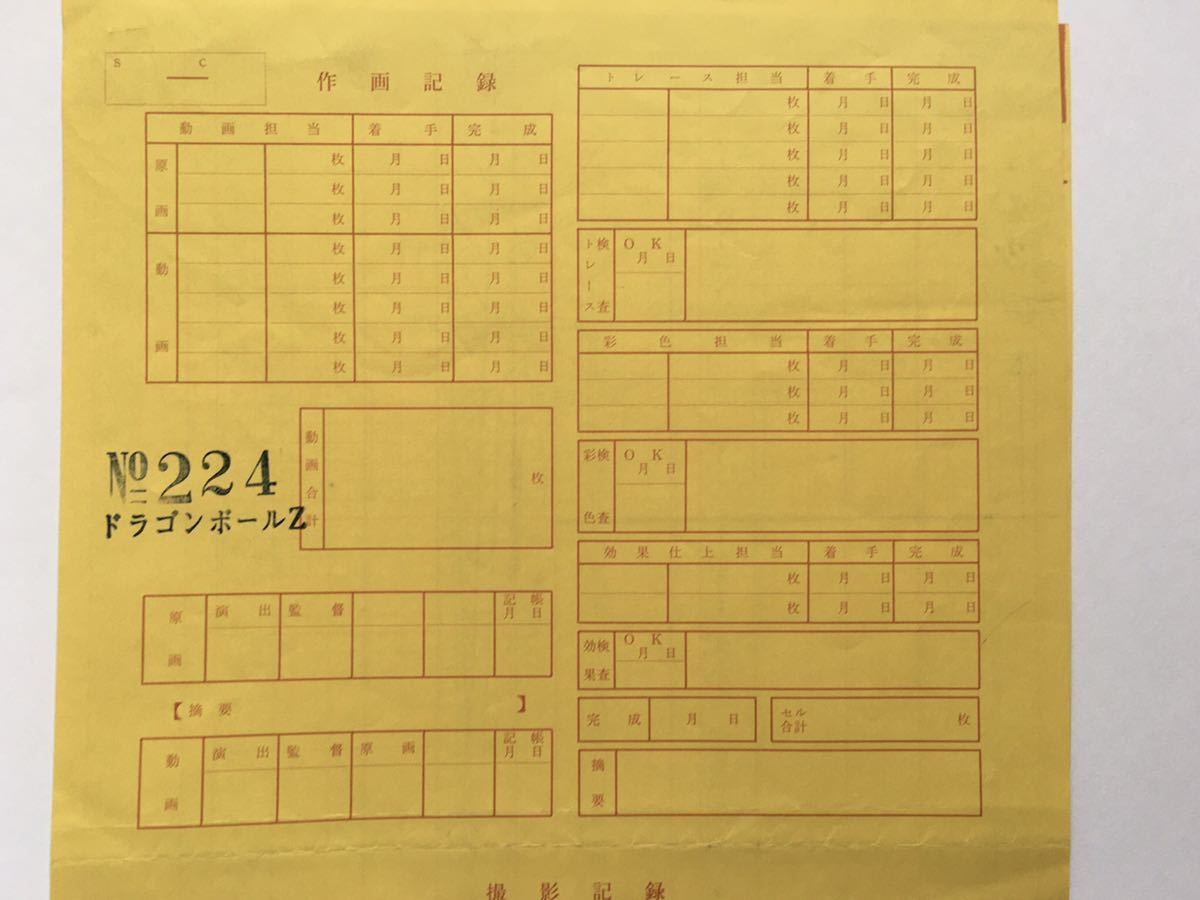 S C
作画記録
動画担当 着手 完成
原画 枚 月 日 月 日
枚 月 日 月 日
枚 月 日 月 日
動画 枚 月 日 月 日
枚 月 日 月 日
枚 月 日 月 日
枚 月 日 月 日
枚 月 日 月 日
動画合計 枚
№224
ドラゴンボールZ
原画 演出 監督 記帳 月日
【摘要 】
動画 演出 監督 原画 記帳 月日
トレース担当 着手 完成
枚 月 日 月 日
枚 月 日 月 日
枚 月 日 月 日
枚 月 日 月 日
枚 月 日 月 日
トレース検査 OK 月 日
彩色担当 着手 完成
枚 月 日 月 日
枚 月 日 月 日
枚 月 日 月 日
彩色検査 OK 月 日
効果仕上担当 着手 完成
枚 月 日 月 日
枚 月 日 月 日
効果検査 OK 月 日
完成 月 日
セル合計 枚
摘要
撮影記録